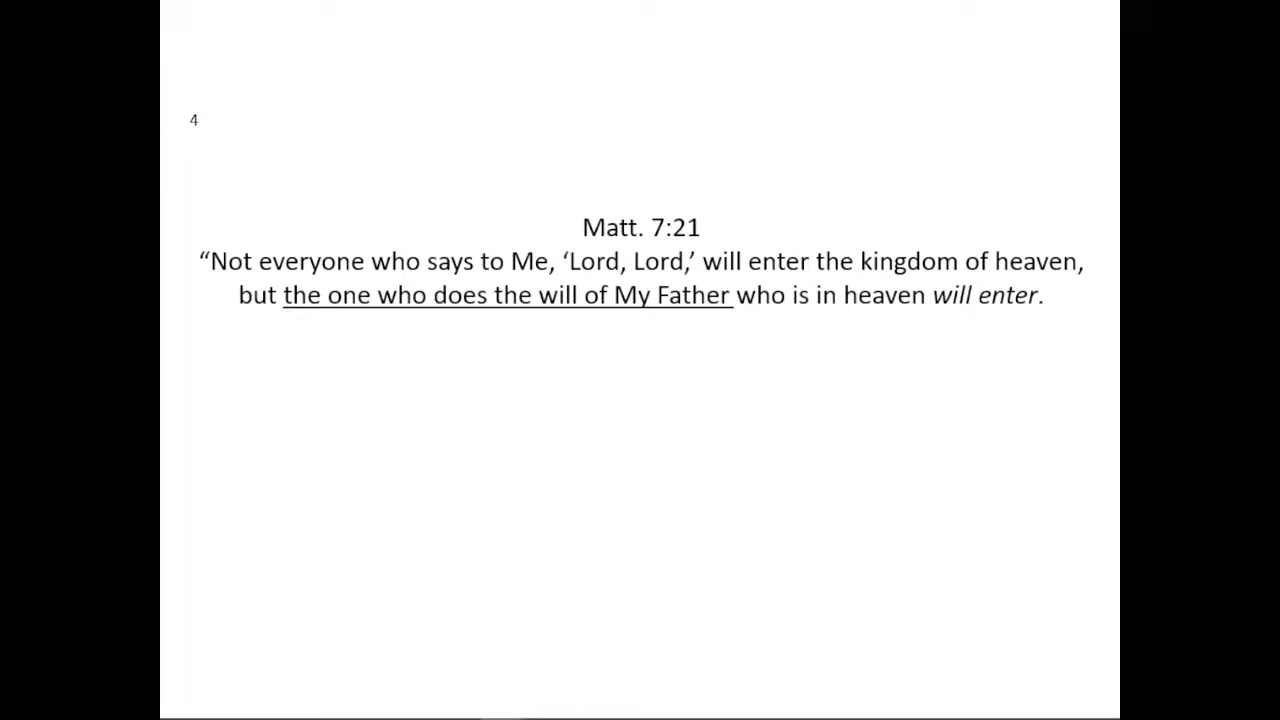 4
Matt. 7:21
“Not everyone who says to Me, ‘Lord, Lord,’ will enter the kingdom of heaven,
but the one who does the will of My Father who is in heaven will enter.